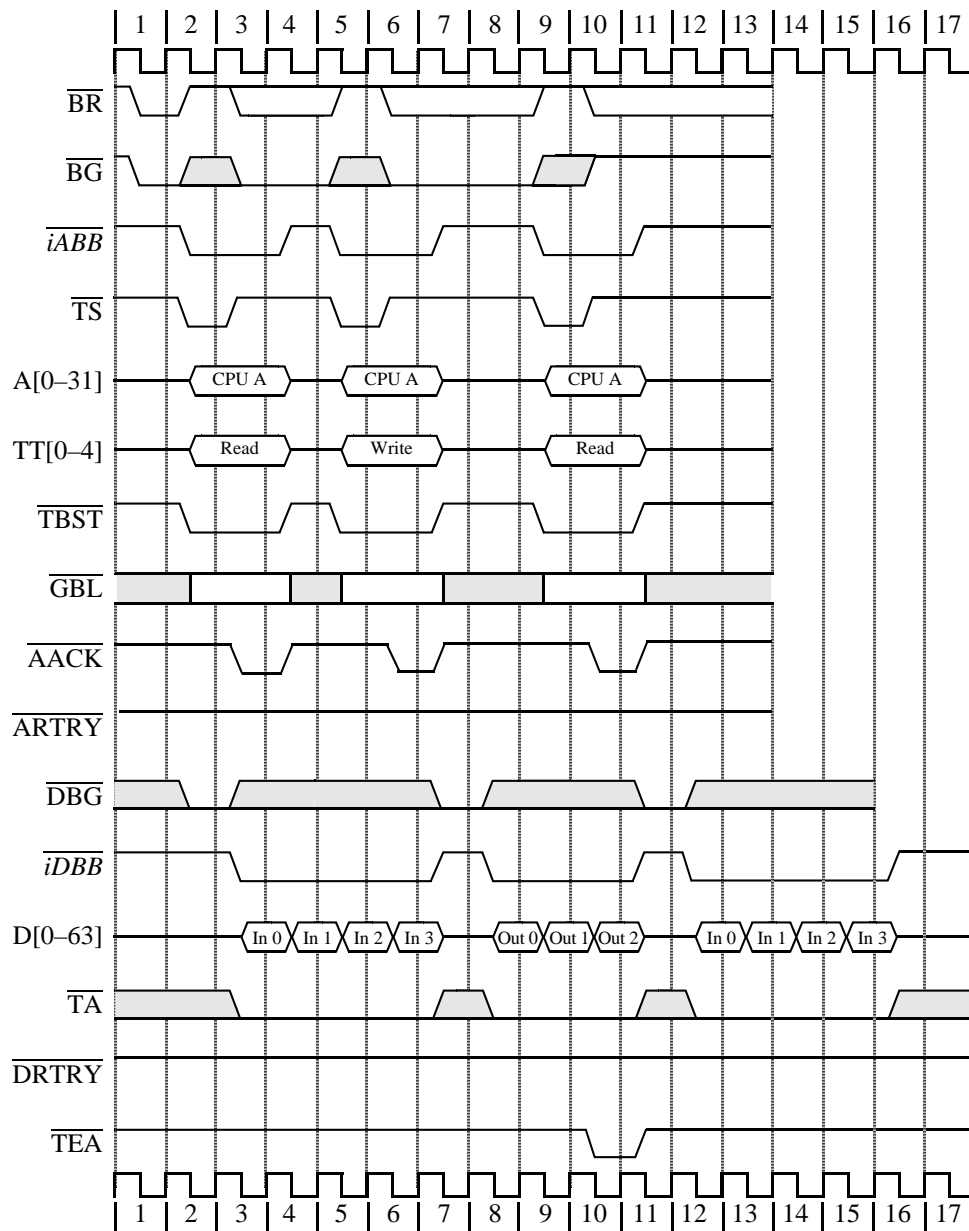 1 2 3 4 5 6 7 8 9 10 11 12 13 14 15 16 17
BR
BG
iABB
TS
A[0–31] CPU A CPU A CPU A
TT[0–4] Read Write Read
TBST
GBL
AACK
ARTRY
DBG
iDBB
D[0–63] In 0 In 1 In 2 In 3 Out 0 Out 1 Out 2 In 0 In 1 In 2 In 3
TA
DRTRY
TEA
1 2 3 4 5 6 7 8 9 10 11 12 13 14 15 16 17